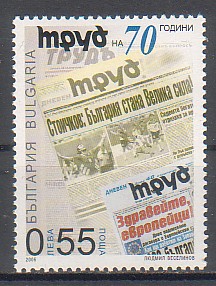 труд НА 70 ГОДИНИ
ТРУДЪ
труд
Стоичков: България стана Велика сила!
ДНЕВЕН труд
Здравейте,
европейци!
БЪЛГАРИЯ BULGARIA
0.55 ЛЕВА ПОЩА
2006 ЛЮДМИЛ ВЕСЕЛИНОВ